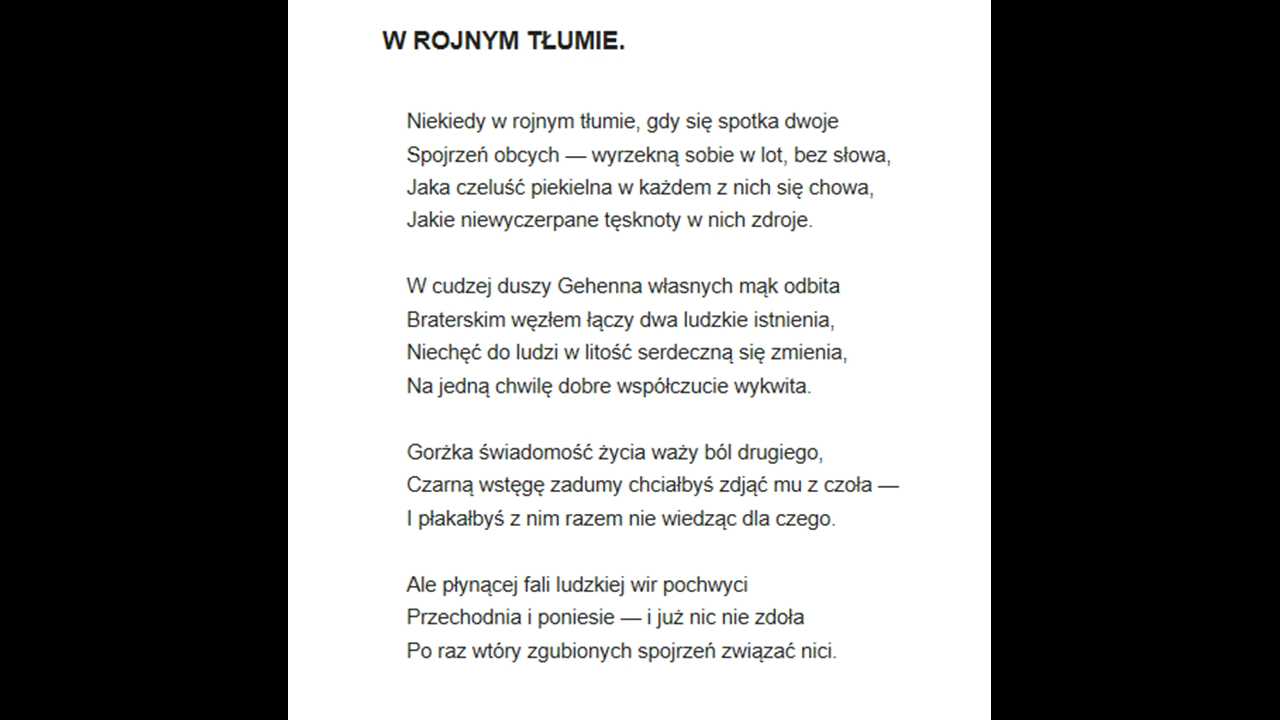 W ROJNYM TŁUMIE.
Niekiedy w rojnym tłumie, gdy się spotka dwoje
Spojrzeń obcych — wyrzekną sobie w lot, bez słowa,
Jaka czeluść piekielna w każdem z nich się chowa,
Jakie niewyczerpane tęsknoty w nich zdroje.
W cudzej duszy Gehenna własnych mąk odbita
Braterskim węzłem łączy dwa ludzkie istnienia,
Niechęć do ludzi w litość serdeczną się zmienia,
Na jedną chwilę dobre współczucie wykwita.
Gorżka świadomość życia waży ból drugiego,
Czarną wstęgę zadumy chciałbyś zdjąć mu z czoła —
I płakałbyś z nim razem nie wiedząc dla czego.
Ale płynącej fali ludzkiej wir pochwyci
Przechodnia i poniesie — i już nic nie zdoła
Po raz wtóry zgubionych spojrzeń związać nici.